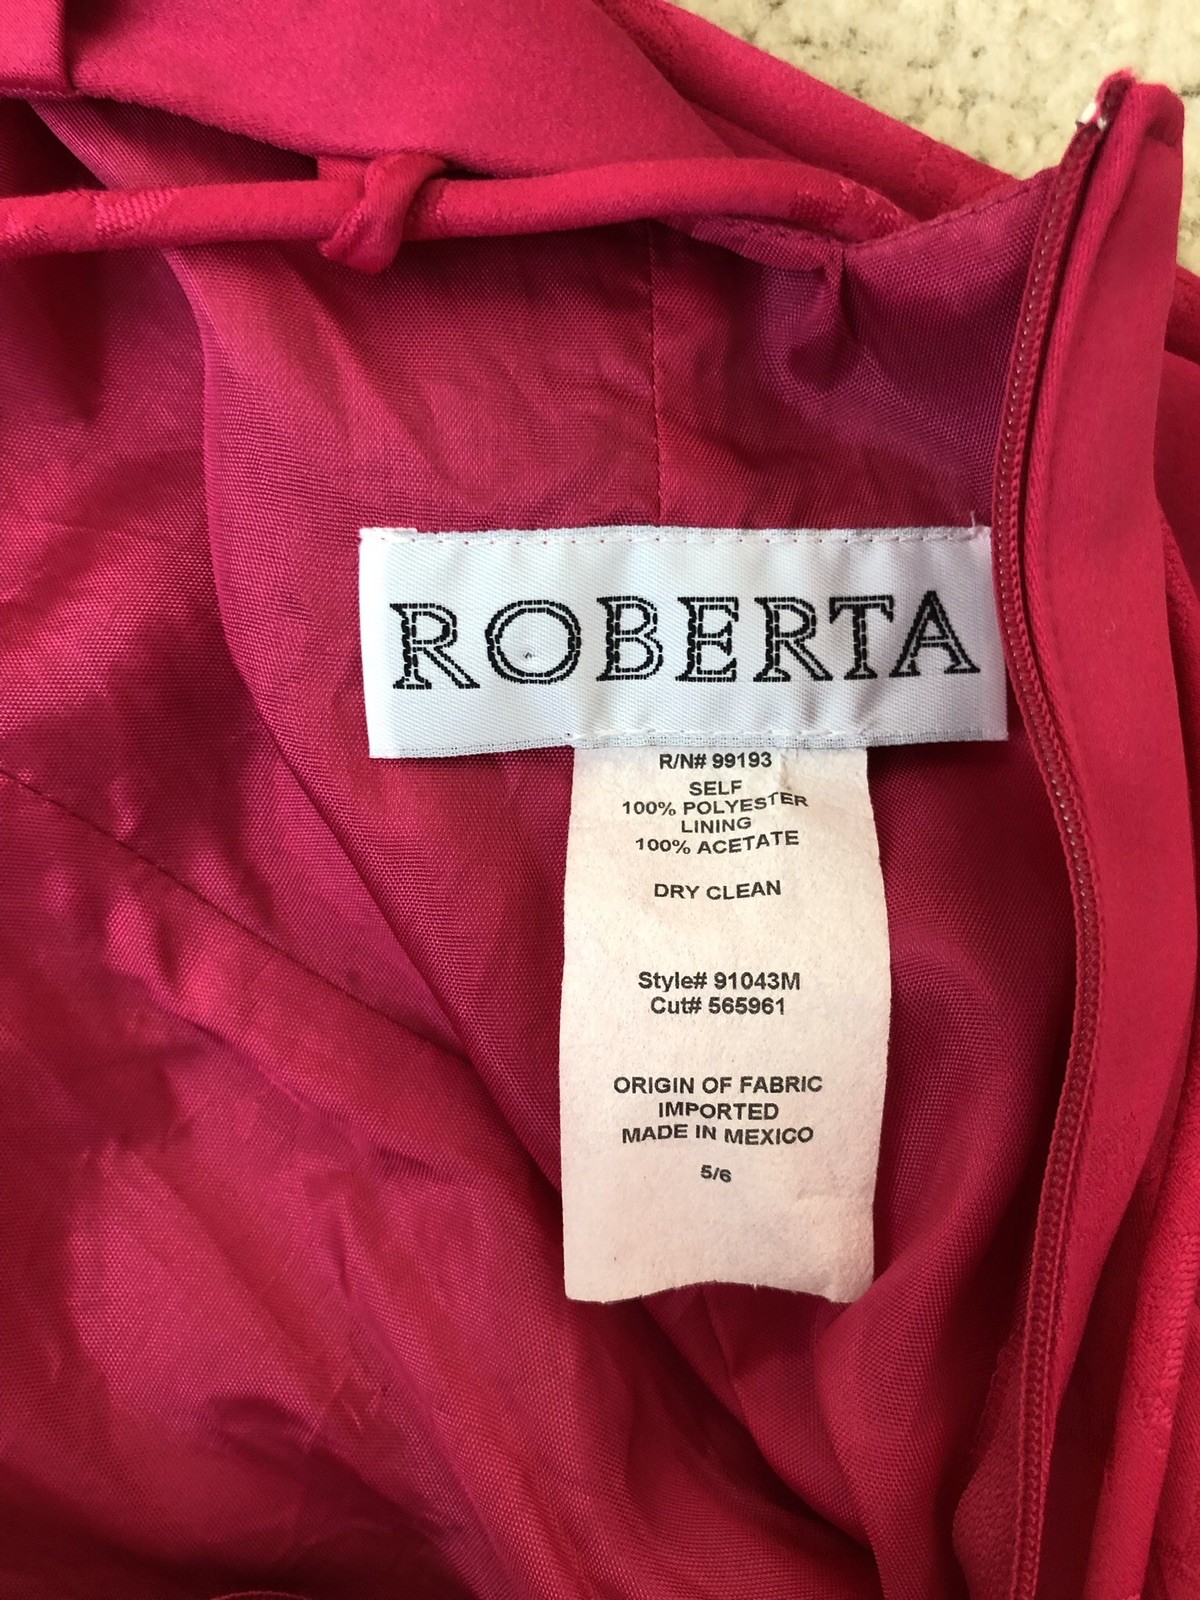 ROBERTA
R/N# 99193
SELF
100% POLYESTER
LINING
100% ACETATE
DRY CLEAN
Style# 91043M
Cut# 565961
ORIGIN OF FABRIC
IMPORTED
MADE IN MEXICO
5/6